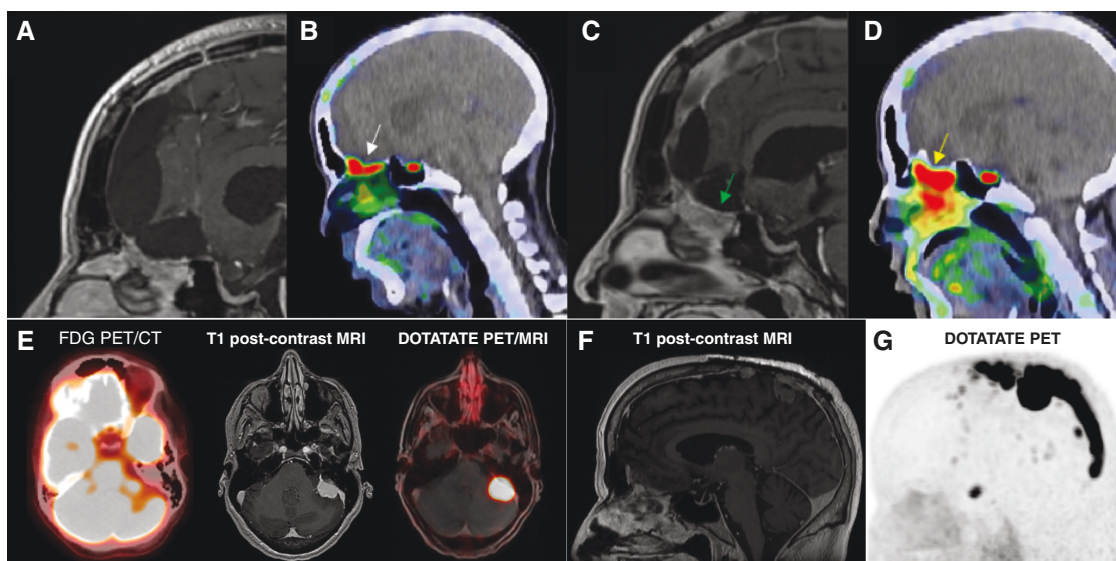 A
B
C
D
E
FDG PET/CT
T1 post-contrast MRI
DOTATATE PET/MRI
F
T1 post-contrast MRI
G
DOTATATE PET